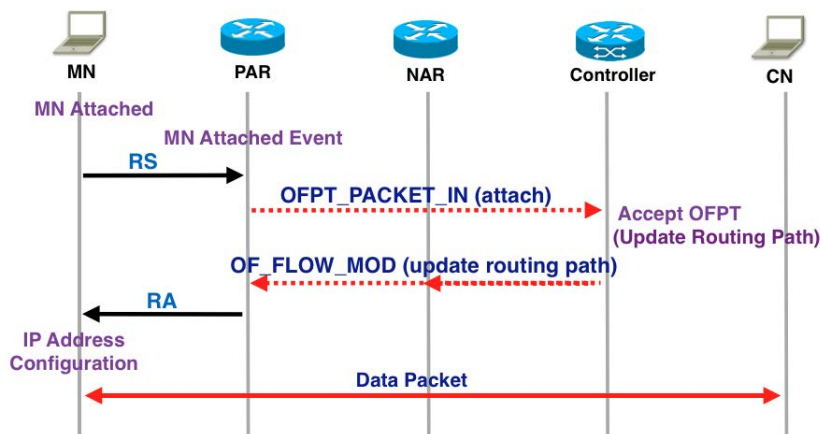 MN
PAR
NAR
Controller
CN
MN Attached
MN Attached Event
RS
OFPT_PACKET_IN (attach)
Accept OFPT
(Update Routing Path)
OF_FLOW_MOD (update routing path)
RA
IP Address
Configuration
Data Packet